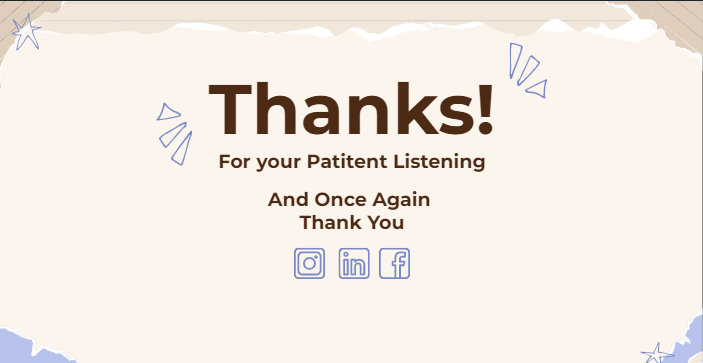 Thanks!
For your Patitent Listening
And Once Again
Thank You